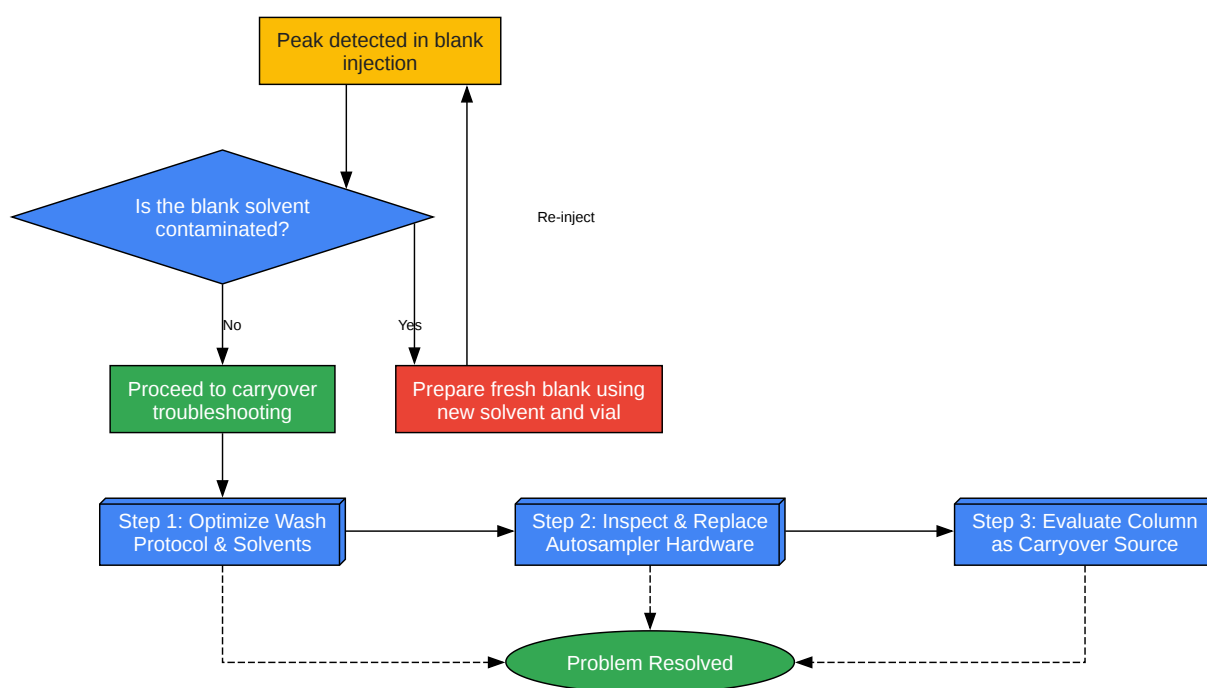 Peak detected in blank
injection
Is the blank solvent
contaminated?
Re-inject
No
Yes
Proceed to carryover
troubleshooting
Prepare fresh blank using
new solvent and vial
Step 1: Optimize Wash
Protocol & Solvents
Step 2: Inspect & Replace
Autosampler Hardware
Step 3: Evaluate Column
as Carryover Source
Problem Resolved